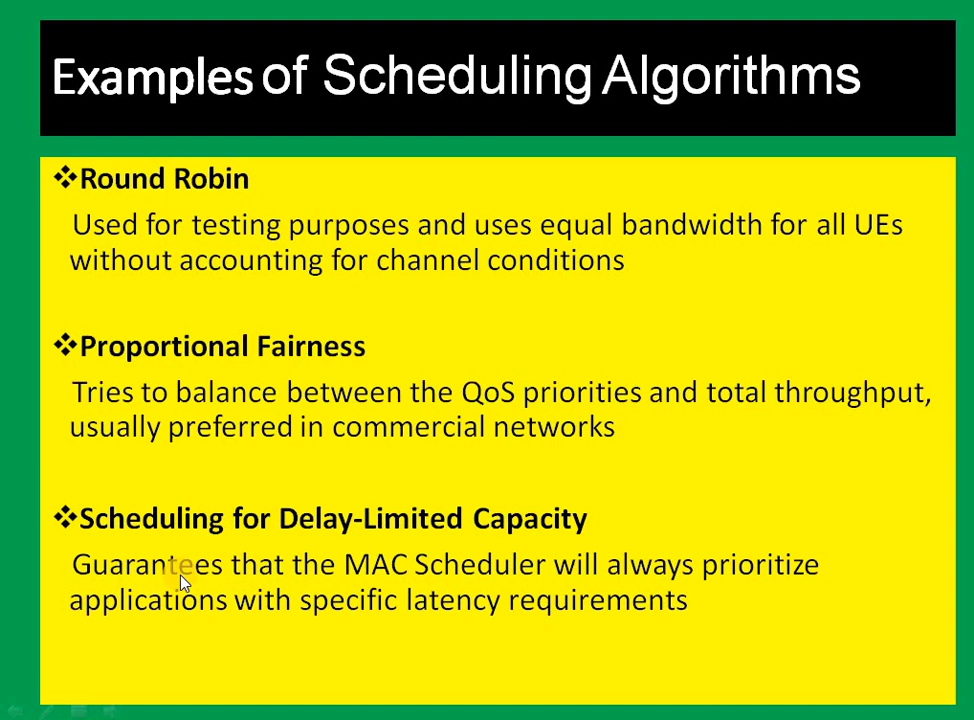 Examples of Scheduling Algorithms
❖Round Robin
Used for testing purposes and uses equal bandwidth for all UEs
without accounting for channel conditions
❖Proportional Fairness
Tries to balance between the QoS priorities and total throughput,
usually preferred in commercial networks
❖Scheduling for Delay-Limited Capacity
Guarantees that the MAC Scheduler will always prioritize
applications with specific latency requirements